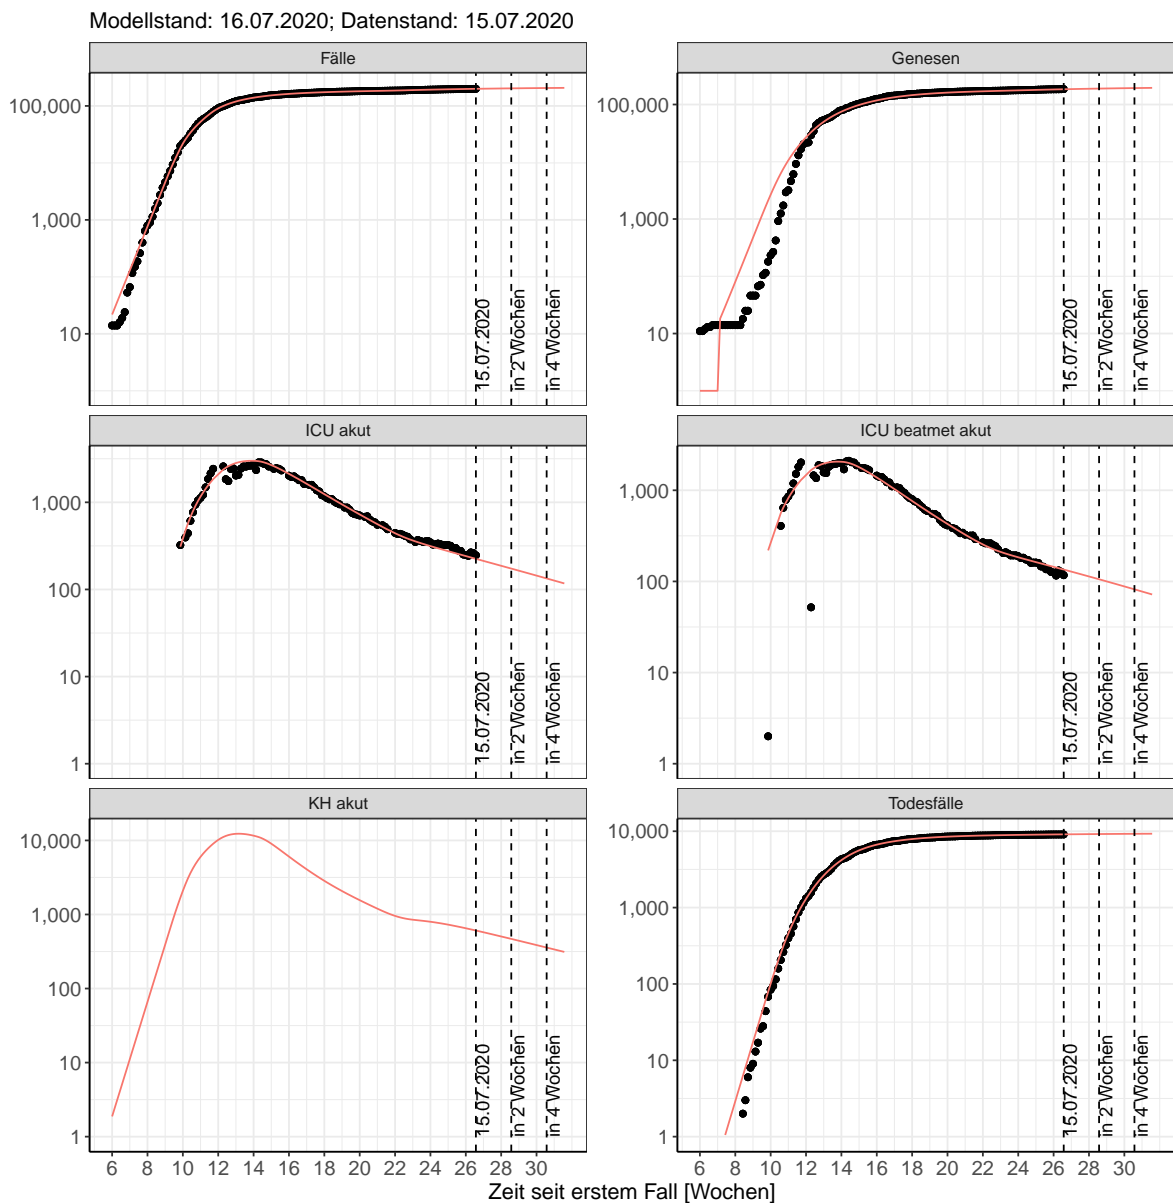 Modellstand: 16.07.2020; Datenstand: 15.07.2020
Fälle
Genesen
100,000
1,000
10
15.07.2020
in 2 Wochen
in 4 Wochen
100,000
1,000
10
15.07.2020
in 2 Wochen
in 4 Wochen
ICU akut
ICU beatmet akut
1,000
100
10
1
15.07.2020
in 2 Wochen
in 4 Wochen
1,000
100
10
1
15.07.2020
in 2 Wochen
in 4 Wochen
KH akut
Todesfälle
10,000
1,000
100
10
1
15.07.2020
in 2 Wochen
in 4 Wochen
10,000
1,000
100
10
1
15.07.2020
in 2 Wochen
in 4 Wochen
6 8 10 12 14 16 18 20 22 24 26 28 30
6 8 10 12 14 16 18 20 22 24 26 28 30
Zeit seit erstem Fall [Wochen]